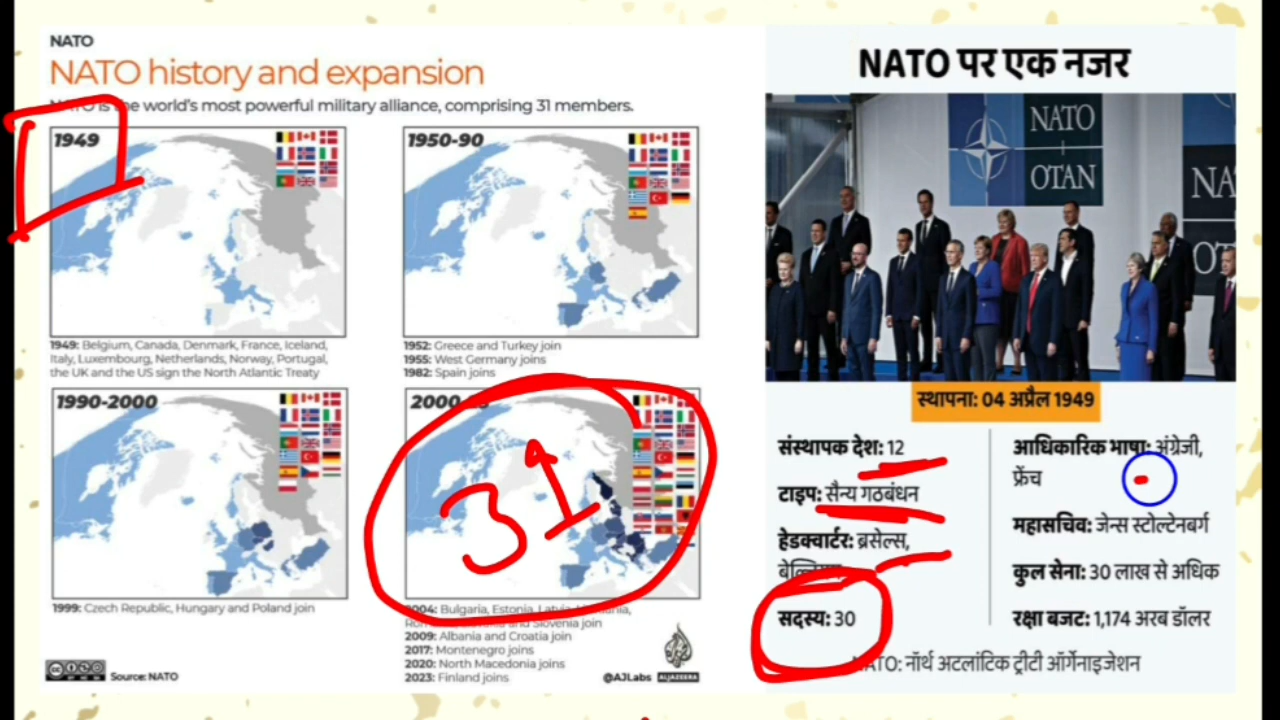 NATO
NATO history and expansion
NATO is the world's most powerful military alliance, comprising 31 members.
1949
1949: Belgium, Canada, Denmark, France, Iceland,
Italy, Luxembourg, Netherlands, Norway, Portugal,
the UK and the US sign the North Atlantic Treaty
1950-90
1952: Greece and Turkey join
1955: West Germany joins
1982: Spain joins
1990-2000
1999: Czech Republic, Hungary and Poland join
2000-
31
2004: Bulgaria, Estonia, Latvia,
and Slovenia join
2009: Albania and Croatia join
2017: Montenegro joins
2020: North Macedonia joins
2023: Finland joins
Source: NATO
@AJLabs ALJAZEERA
NATO पर एक नजर
NATO
OTAN
NA
OT
स्थापना: 04 अप्रैल 1949
संस्थापक देश: 12
टाइप: सैन्य गठबंधन
हेडक्वार्टर: ब्रसेल्स,
बेल्जियम
सदस्य: 30
आधिकारिक भाषा: अंग्रेजी,
फ्रेंच
महासचिव: जेन्स स्टोल्टेनबर्ग
कुल सेना: 30 लाख से अधिक
रक्षा बजट: 1,174 अरब डॉलर
NATO: नॉर्थ अटलांटिक ट्रीटी ऑर्गेनाइजेशन